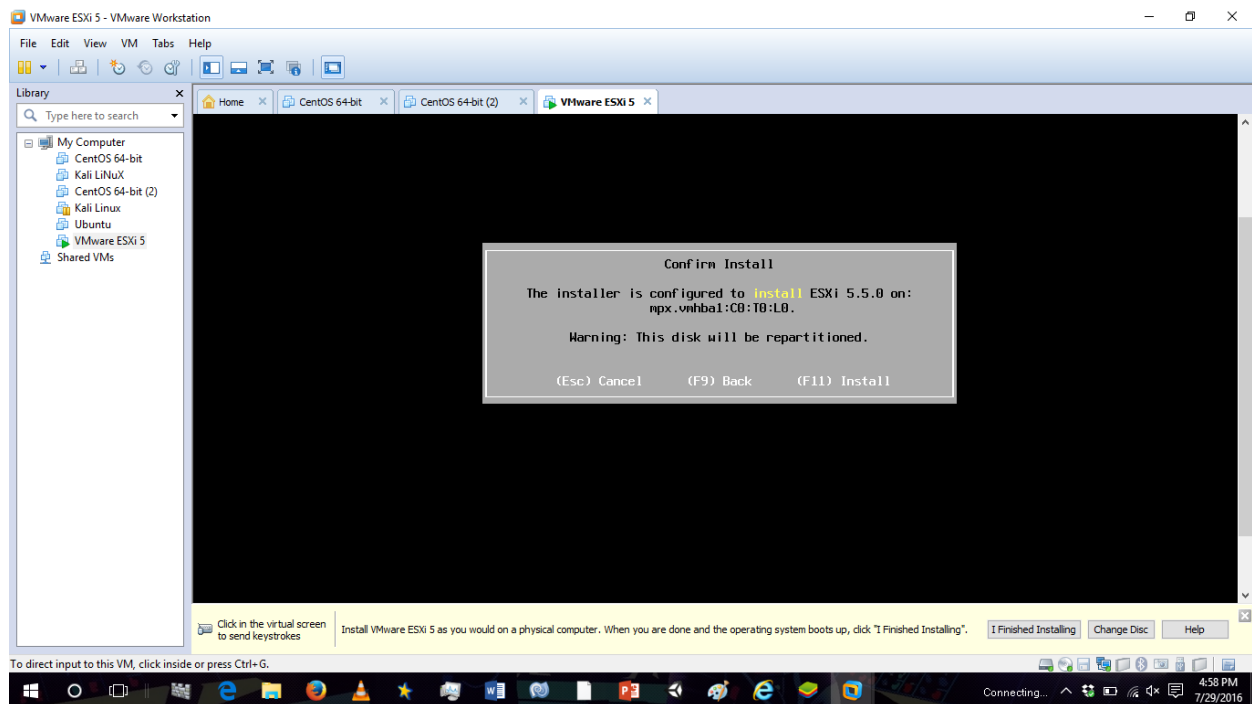 VMware ESXi 5 - VMware Workstation
File Edit View VM Tabs Help
Library
Type here to search
My Computer
CentOS 64-bit
Kali LiNuX
CentOS 64-bit (2)
Kali Linux
Ubuntu
VMware ESXi 5
Shared VMs
Home CentOS 64-bit CentOS 64-bit (2) VMware ESXi 5
Confirm Install
The installer is configured to install ESXi 5.5.0 on:
mpx.vmhba1:C0:T0:L0.
Warning: This disk will be repartitioned.
(Esc) Cancel (F9) Back (F11) Install
Click in the virtual screen
to send keystrokes
Install VMware ESXi 5 as you would on a physical computer. When you are done and the operating system boots up, click "I Finished Installing".
I Finished Installing Change Disc Help
To direct input to this VM, click inside or press Ctrl+G.
Connecting...
4:58 PM
7/29/2016